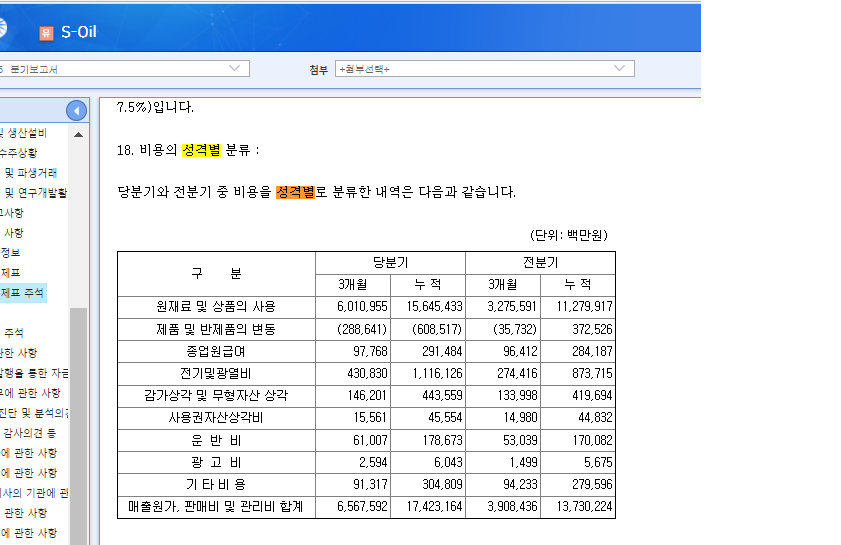 유 S-Oil
분기보고서
첨부 +첨부선택+
및 생산설비
수주상황
및 파생거래
및 연구개발활
사항
정보
제표
제표 주석
주석
관한 사항
발행을 통한 자금
무에 관한 사항
진단 및 분석의견
감사의견 등
에 관한 사항
에 관한 사항
회사의 기관에 관
관한 사항
에 관한 사항
7.5%)입니다.
18. 비용의 성격별 분류 :
당분기와 전분기 중 비용을 성격별로 분류한 내역은 다음과 같습니다.
(단위: 백만원)
구 분 당분기 전분기
3개월 누 적 3개월 누 적
원재료 및 상품의 사용 6,010,955 15,645,433 3,275,591 11,279,917
제품 및 반제품의 변동 (288,641) (608,517) (35,732) 372,526
종업원급여 97,768 291,484 96,412 284,187
전기및광열비 430,830 1,116,126 274,416 873,715
감가상각 및 무형자산 상각 146,201 443,559 133,998 419,694
사용권자산상각비 15,561 45,554 14,980 44,832
운 반 비 61,007 178,673 53,039 170,082
광 고 비 2,594 6,043 1,499 5,675
기 타 비 용 91,317 304,809 94,233 279,596
매출원가, 판매비 및 관리비 합계 6,567,592 17,423,164 3,908,436 13,730,224